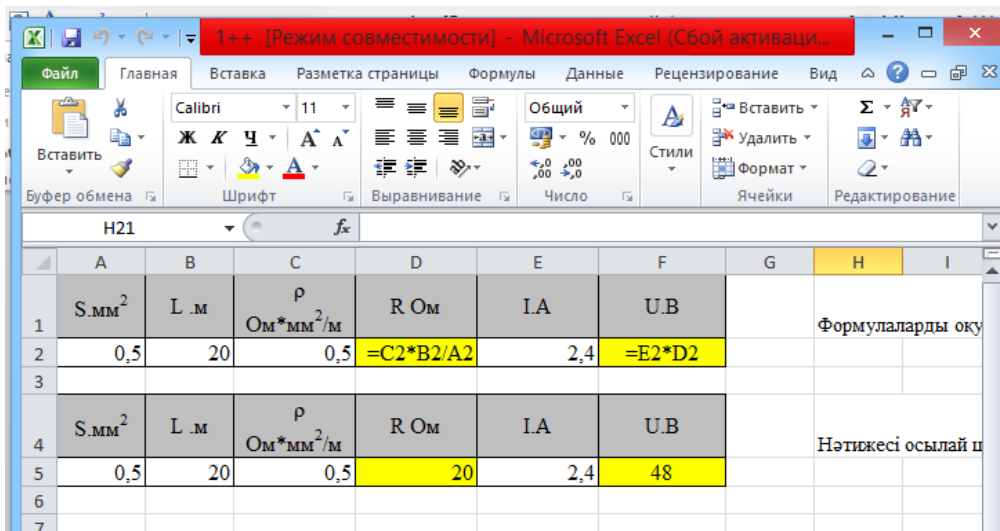 1++ [Режим совместимости] - Microsoft Excel (Сбой активаци...
Файл Главная Вставка Разметка страницы Формулы Данные Рецензирование Вид
Calibri 11 Общий Вставить Σ
Вставить Ж К Ч A A % 000 Стили Удалить
A ,00 ,00 Формат
Буфер обмена Шрифт Выравнивание Число Ячейки Редактирование
H21 fx
A B C D E F G H I
1 S.мм² L .м ρ Ом*мм²/м R Ом I.A U.B Формулаларды оқу
2 0,5 20 0,5 =C2*B2/A2 2,4 =E2*D2
3
4 S.мм² L .м ρ Ом*мм²/м R Ом I.A U.B Нәтижесі осылай
5 0,5 20 0,5 20 2,4 48
6
7